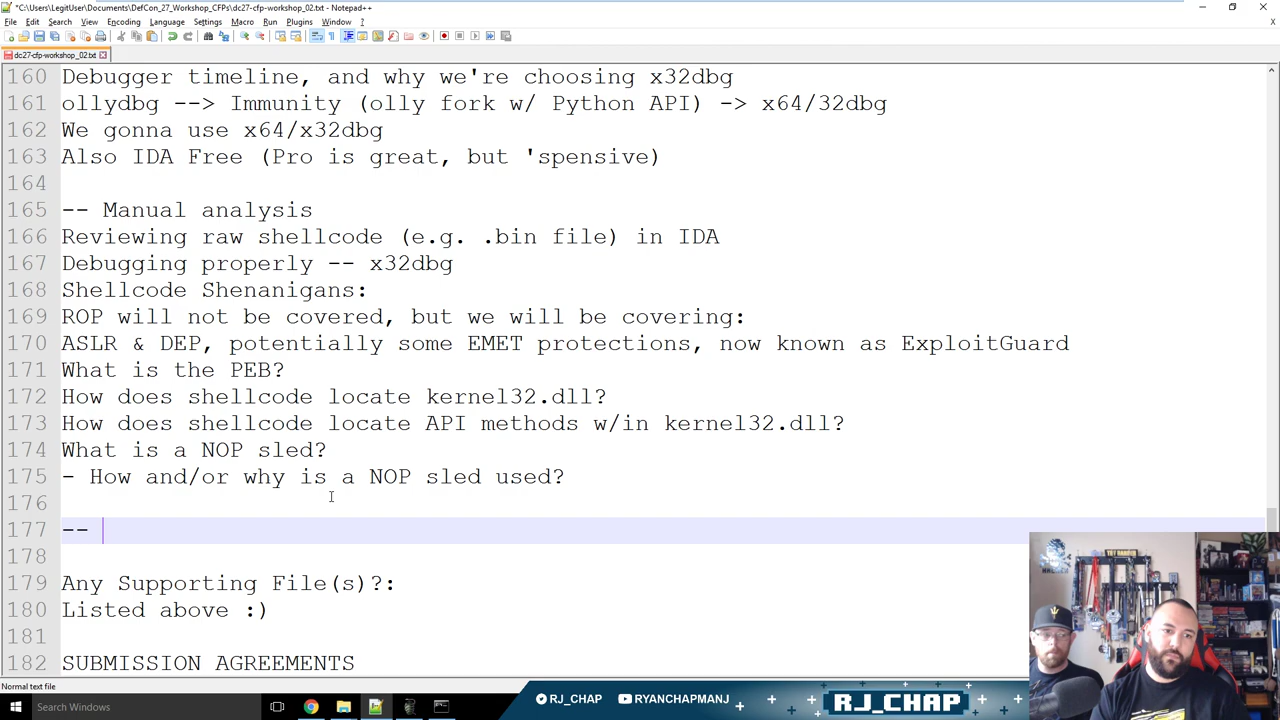 *C:\Users\LegitUser\Documents\DefCon_27_Workshop_CFPs\dc27-cfp-workshop_02.txt - Notepad++
File Edit Search View Encoding Language Settings Macro Run Plugins Window ?
dc27-cfp-workshop_02.txt
160 Debugger timeline, and why we're choosing x32dbg
161 ollydbg --> Immunity (olly fork w/ Python API) -> x64/32dbg
162 We gonna use x64/x32dbg
163 Also IDA Free (Pro is great, but 'spensive)
164
165 -- Manual analysis
166 Reviewing raw shellcode (e.g. .bin file) in IDA
167 Debugging properly -- x32dbg
168 Shellcode Shenanigans:
169 ROP will not be covered, but we will be covering:
170 ASLR & DEP, potentially some EMET protections, now known as ExploitGuard
171 What is the PEB?
172 How does shellcode locate kernel32.dll?
173 How does shellcode locate API methods w/in kernel32.dll?
174 What is a NOP sled?
175 - How and/or why is a NOP sled used?
176
177 --
178
179 Any Supporting File(s)?:
180 Listed above :)
181
182 SUBMISSION AGREEMENTS
Normal text file
Search Windows
RJ_CHAP RYANCHAPMANJ RJ_CHAP